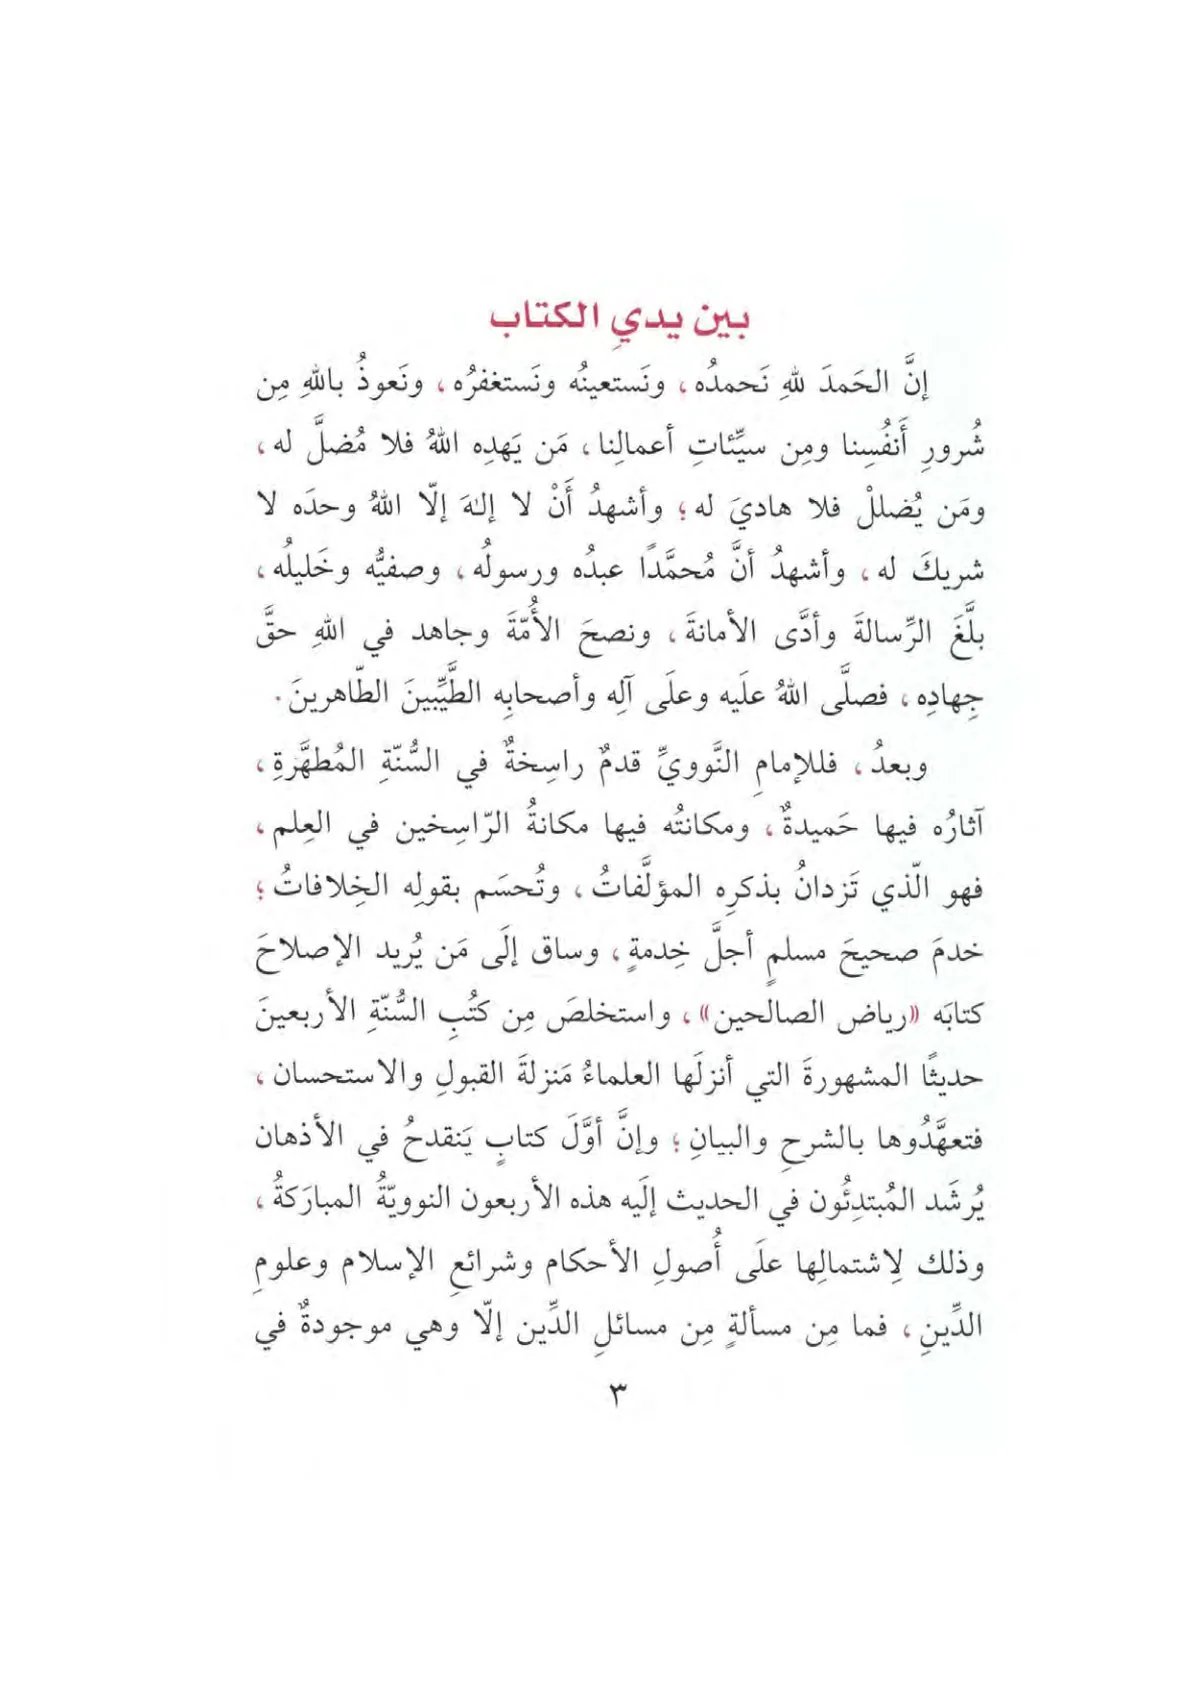 بين يديِ الكتاب
إنَّ الحَمدَ للهِ نَحمدُه، ونَستعينُه ونَستغفرُه، ونَعوذُ باللهِ مِن
شُرورِ أَنفُسِنا ومِن سيِّئاتِ أعمالِنا، مَن يَهدِه اللهُ فلا مُضلَّ له،
ومَن يُضللْ فلا هاديَ له؛ وأشهدُ أَنْ لا إلـٰهَ إلّا اللهُ وحدَه لا
شريكَ له، وأشهدُ أنَّ مُحمَّدًا عبدُه ورسولُه، وصفيُّه وخَليلُه،
بلَّغَ الرِّسالةَ وأدَّى الأمانةَ، ونصحَ الأُمّةَ وجاهد في اللهِ حقَّ
جِهادِه، فصلَّى اللهُ علَيه وعلَى آلِه وأصحابِه الطَّيِّبينَ الطّاهرينَ.
وبعدُ، فللإمامِ النَّوويِّ قدمٌ راسِخةٌ في السُّنّةِ المُطهَّرةِ،
آثارُه فيها حَميدةٌ، ومكانتُه فيها مكانةُ الرّاسِخين في العِلم،
فهو الّذي تَزدانُ بذكرِه المؤلَّفاتُ، وتُحسَم بقولِه الخِلافاتُ؛
خدمَ صحيحَ مسلمٍ أجلَّ خِدمةٍ، وساق إلَى مَن يُريد الإصلاحَ
كتابَه «رياض الصالحين»، واستخلصَ مِن كتُبِ السُّنّةِ الأربعينَ
حديثًا المشهورةَ التي أنزلَها العلماءُ مَنزلةَ القبولِ والاستحسان،
فتعهَّدُوها بالشرحِ والبيانِ؛ وإنَّ أوَّلَ كتابٍ يَنقدحُ في الأذهان
يُرشَد المُبتدِئُون في الحديث إلَيه هذه الأربعون النوويّةُ المبارَكةُ،
وذلك لِاشتمالِها علَى أُصولِ الأحكام وشرائعِ الإسلام وعلومِ
الدِّينِ، فما مِن مسألةٍ مِن مسائلِ الدِّين إلّا وهي موجودةٌ في
٣